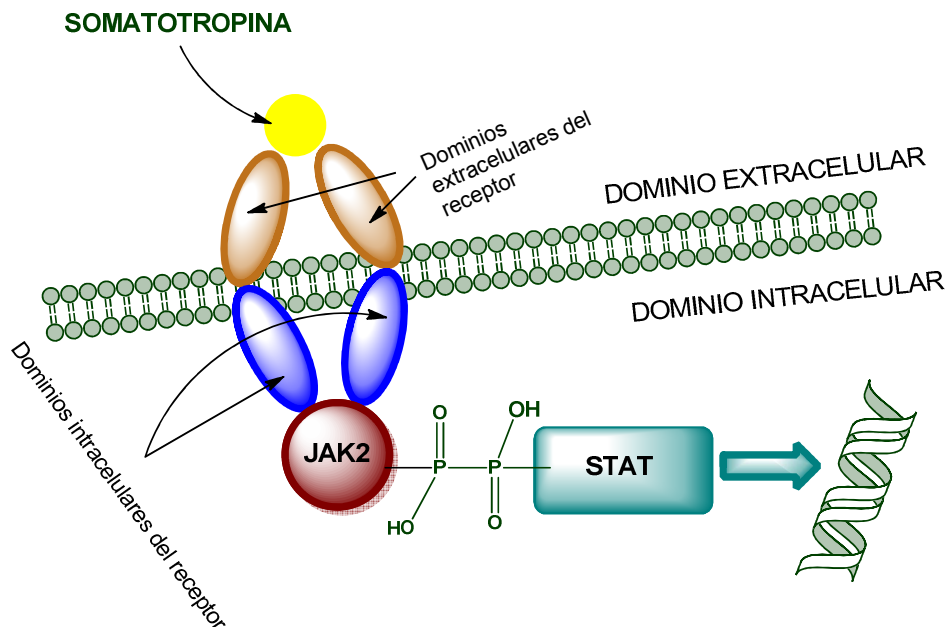 SOMATOTROPINA
Dominios
extracelulares del
receptor
DOMINIO EXTRACELULAR
DOMINIO INTRACELULAR
Dominios intracelulares del receptor
JAK2
O
P
HO
OH
P
O
STAT